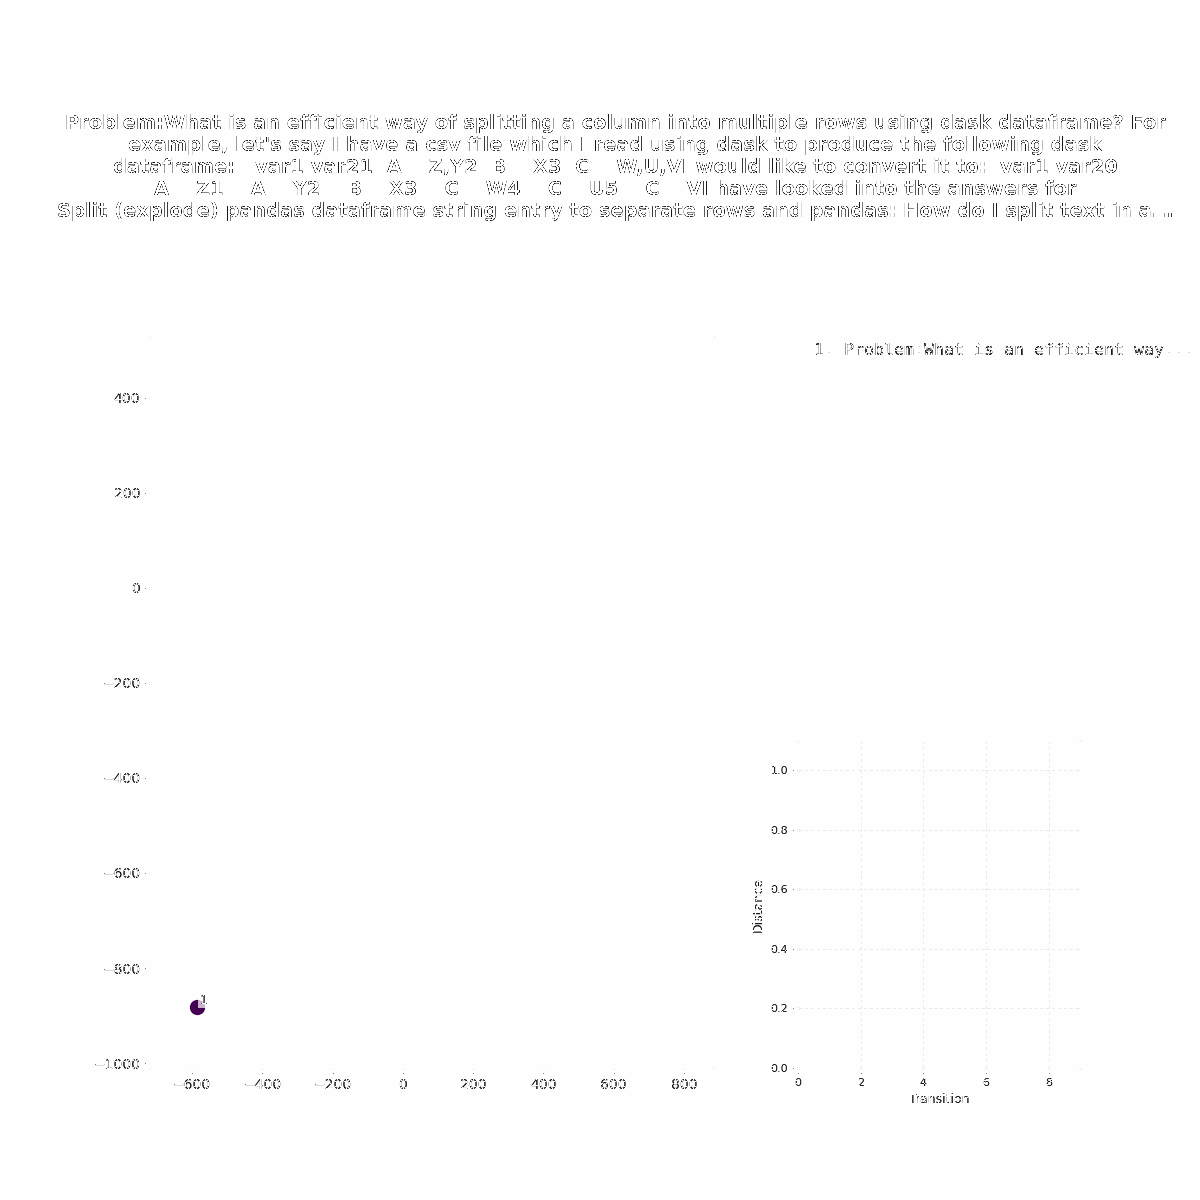 Problem:What is an efficient way of splitting a column into multiple rows using dask dataframe? For
example, let's say I have a csv file which I read using dask to produce the following dask
dataframe:   var1 var21  A    Z,Y2  B    X3  C    W,U,VI would like to convert it to:  var1 var20
A    Z1    A    Y2    B    X3    C    W4    C    U5    C    VI have looked into the answers for
Split (explode) pandas dataframe string entry to separate rows and pandas: How do I split text in a...
1. Problem:What is an efficient way...
400
200
0
−200
−400
−600
−800
−1000
−600 −400 −200 0 200 400 600 800
1
1.0
0.8
0.6
0.4
0.2
0.0
Distance
0 2 4 6 8
Transition